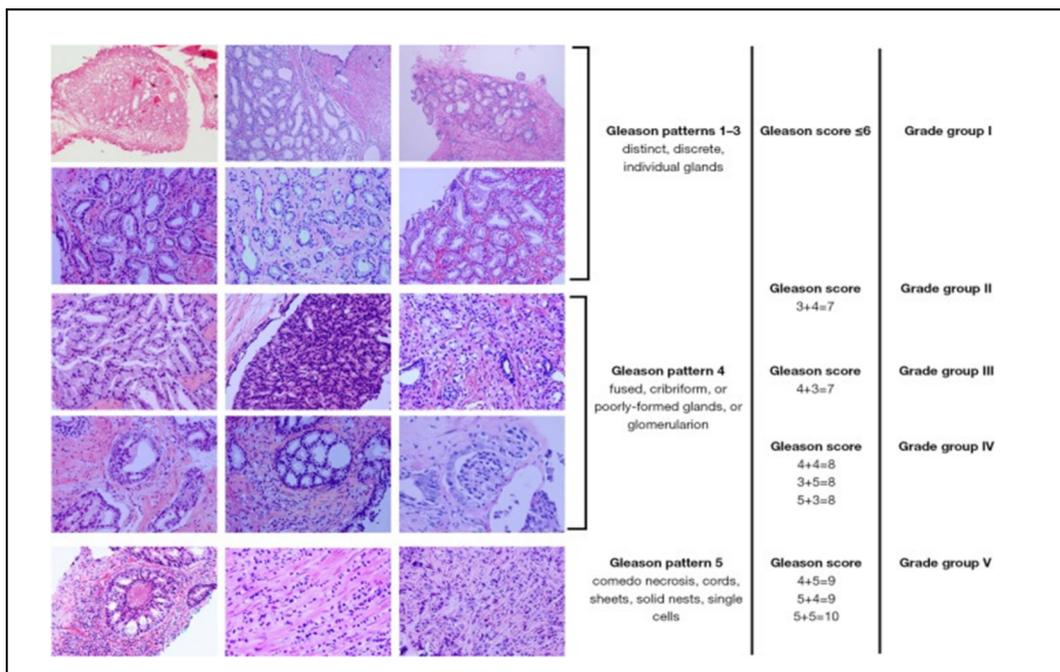 Gleason patterns 1–3
distinct, discrete,
individual glands
Gleason score ≤6
Grade group I
Gleason score
3+4=7
Grade group II
Gleason pattern 4
fused, cribriform, or
poorly-formed glands, or
glomerularion
Gleason score
4+3=7
Grade group III
Gleason score
4+4=8
3+5=8
5+3=8
Grade group IV
Gleason pattern 5
comedo necrosis, cords,
sheets, solid nests, single
cells
Gleason score
4+5=9
5+4=9
5+5=10
Grade group V